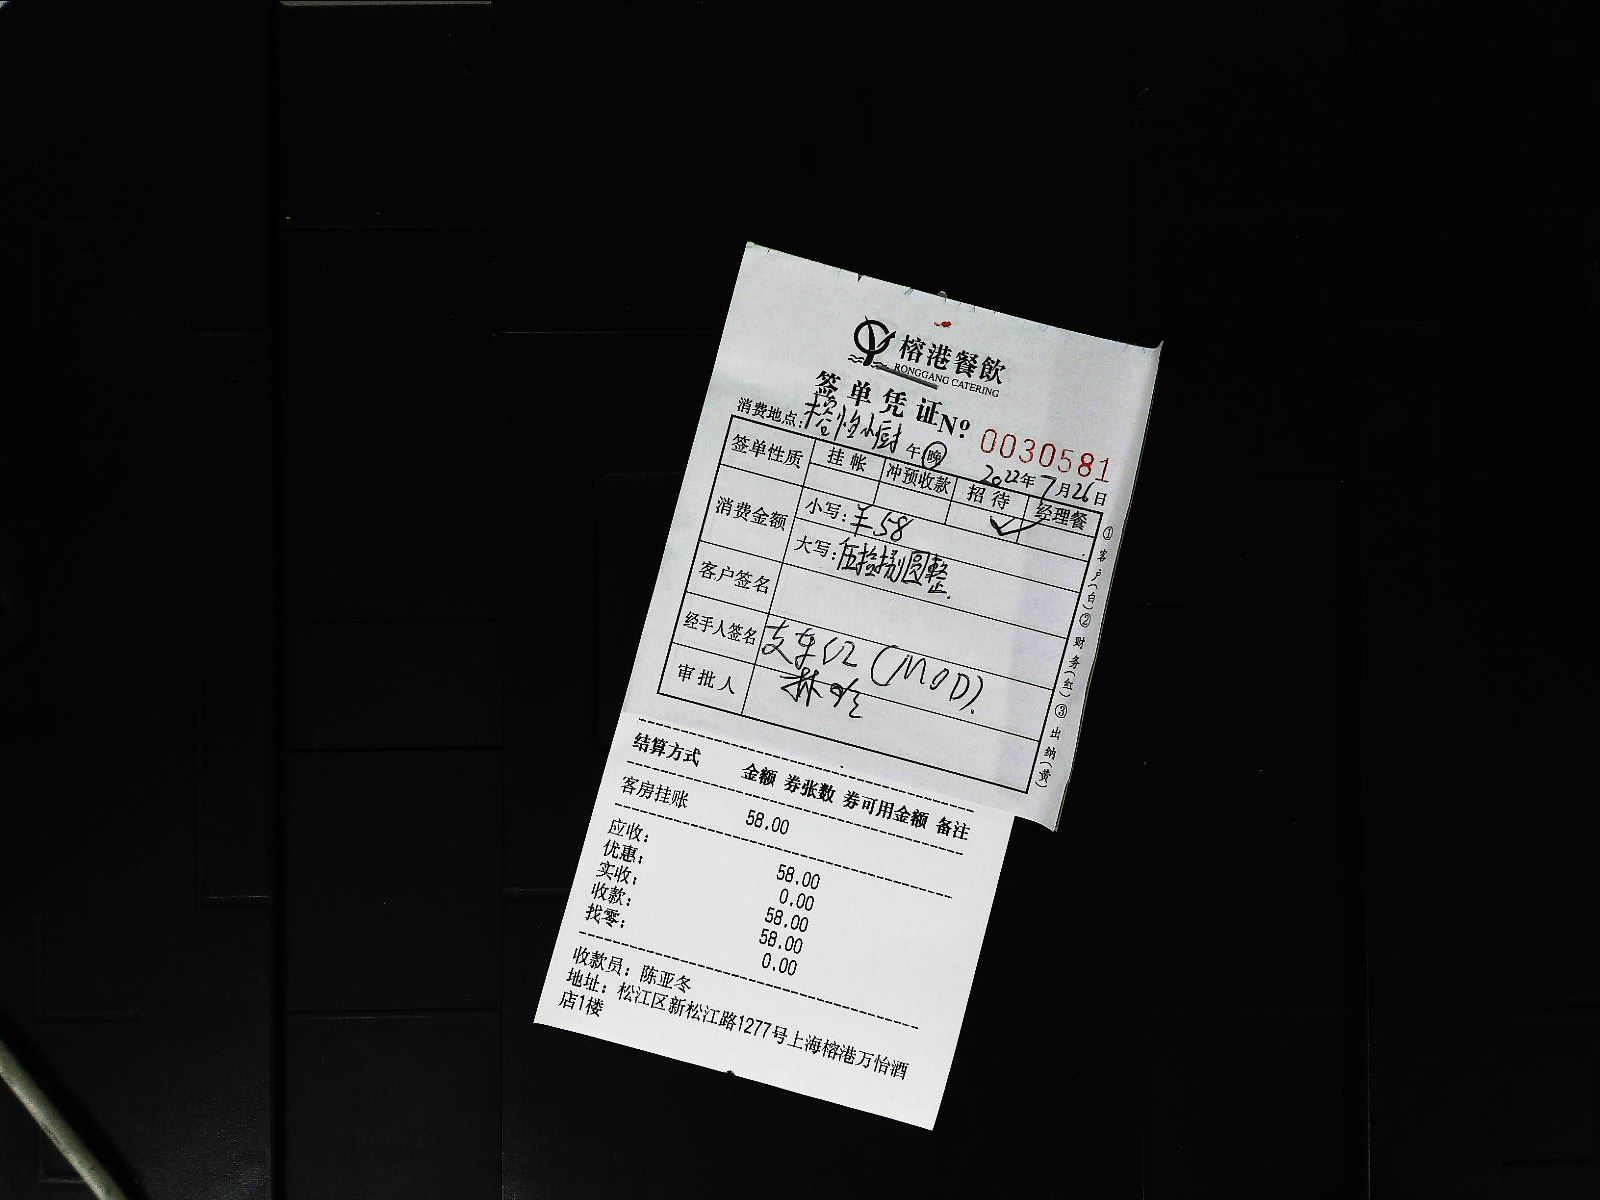 榕港餐飲
RONGGANG CATERING
签单凭证 Nº 0030581
消费地点：榕怡小厨 午 晚 2022年7月26日
签单性质 挂帐 冲预收款 招待 经理餐
✓
消费金额 小写：¥58
大写：伍拾捌圆整.
客户签名
经手人签名 (MOD).
审批人 林
①客户(白)②财务(红)③出纳(黄)
结算方式 金额 券张数 券可用金额 备注
客房挂账 58.00
应收： 58.00
优惠： 0.00
实收： 58.00
收款： 58.00
找零： 0.00
收款员：陈亚冬
地址：松江区新松江路1277号上海榕港万怡酒
店1楼